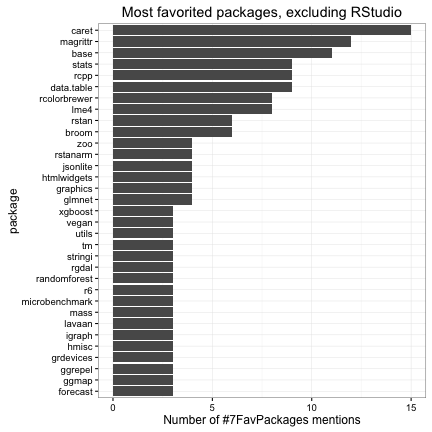 Most favorited packages, excluding RStudio
caret
magrittr
base
stats
rcpp
data.table
rcolorbrewer
lme4
rstan
broom
zoo
rstanarm
jsonlite
htmlwidgets
graphics
glmnet
xgboost
vegan
utils
tm
stringi
rgdal
randomforest
r6
microbenchmark
mass
lavaan
igraph
hmisc
grdevices
ggrepel
ggmap
forecast
package
0 5 10 15
Number of #7FavPackages mentions